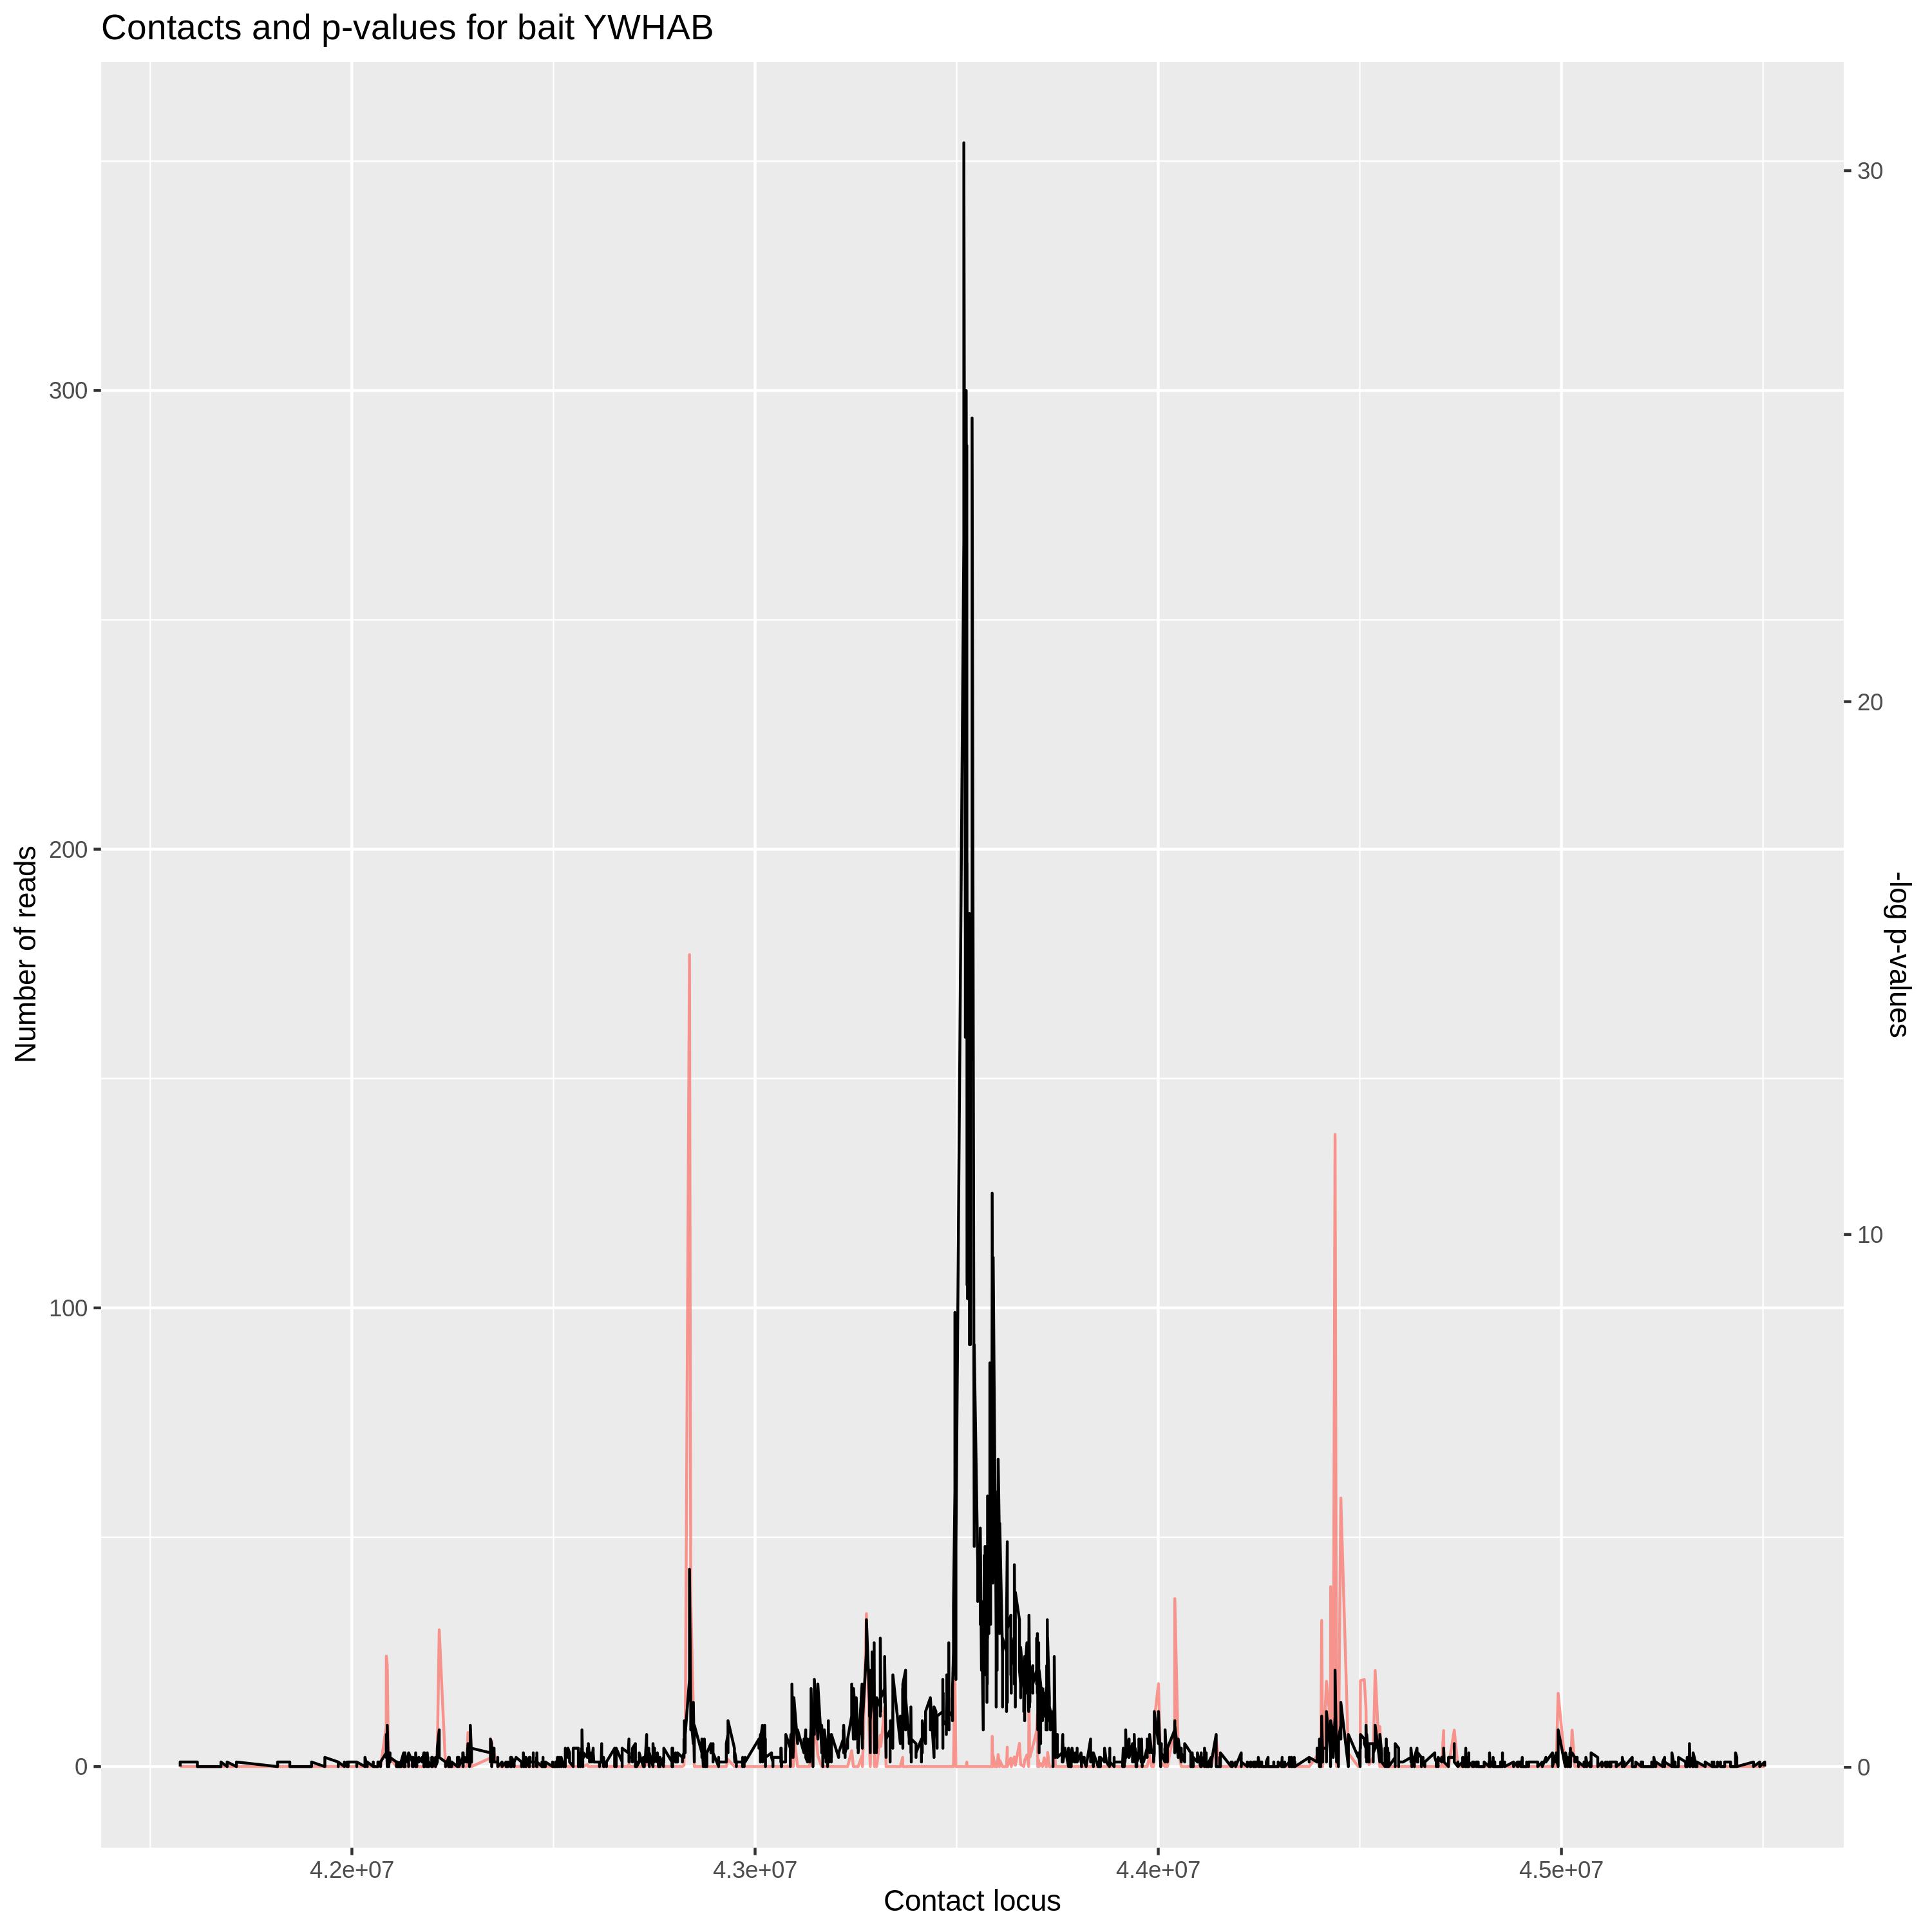 Contacts and p-values for bait YWHAB
Number of reads
300
200
100
0
30
20
10
0
-log p-values
4.2e+07
4.3e+07
4.4e+07
4.5e+07
Contact locus